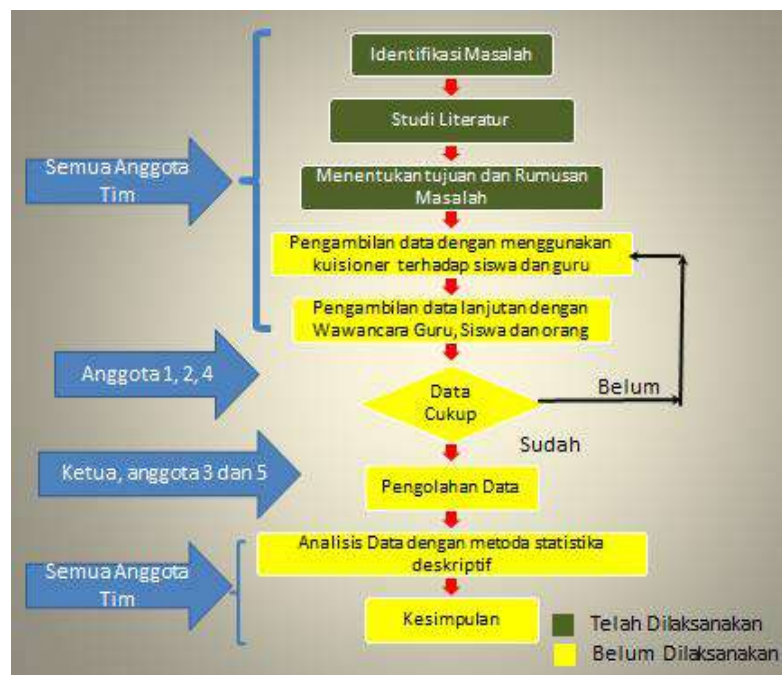 Identifikasi Masalah
Studi Literatur
Semua Anggota
Tim
Menentukan tujuan dan Rumusan
Masalah
Pengambilan data dengan menggunakan
kuisioner terhadap siswa dan guru
Pengambilan data lanjutan dengan
Wawancara Guru, Siswa dan orang
Anggota 1, 2, 4
Data
Cukup
Belum
Sudah
Ketua, anggota 3 dan 5
Pengolahan Data
Analisis Data dengan metoda statistika
deskriptif
Semua Anggota
Tim
Kesimpulan
Telah Dilaksanakan
Belum Dilaksanakan